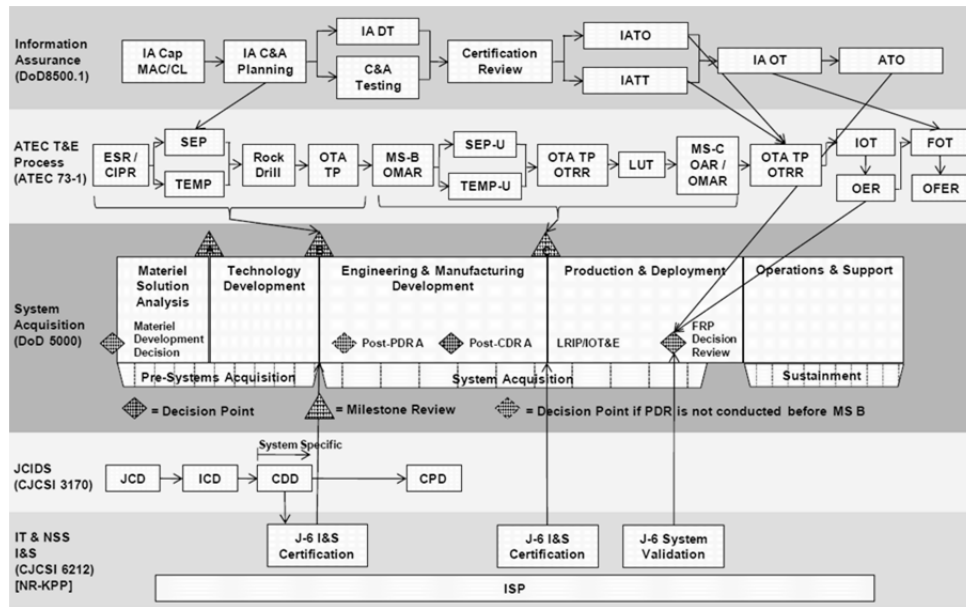 Information
Assurance
(DoD8500.1)
IA Cap
MAC/CL
IA C&A
Planning
IA DT
C&A
Testing
Certification
Review
IATO
IATT
IA OT
ATO
ATEC T&E
Process
(ATEC 73-1)
ESR /
CIPR
SEP
TEMP
Rock
Drill
OTA
TP
MS-B
OMAR
SEP-U
TEMP-U
OTA TP
OTRR
LUT
MS-C
OAR /
OMAR
OTA TP
OTRR
IOT
OER
FOT
OFER
System
Acquisition
(DoD 5000)
A
B
C
Materiel
Solution
Analysis
Technology
Development
Engineering & Manufacturing
Development
Production & Deployment
Operations & Support
Materiel
Development
Decision
Post-PDR A
Post-CDR A
LRIP/IOT&E
FRP
Decision
Review
Pre-Systems Acquisition
System Acquisition
Sustainment
= Decision Point
= Milestone Review
= Decision Point if PDR is not conducted before MS B
JCIDS
(CJCSI 3170)
System Specific
JCD
ICD
CDD
CPD
IT & NSS
I&S
(CJCSI 6212)
[NR-KPP]
J-6 I&S
Certification
J-6 I&S
Certification
J-6 System
Validation
ISP